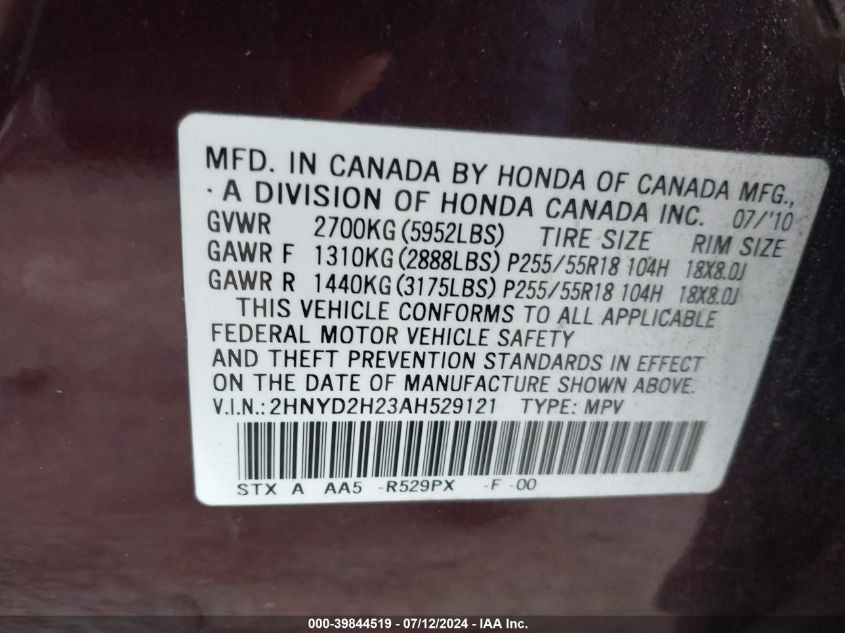 MFD. IN CANADA BY HONDA OF CANADA MFG.,
· A DIVISION OF HONDA CANADA INC. 07/'10
GVWR 2700KG (5952LBS) TIRE SIZE RIM SIZE
GAWR F 1310KG (2888LBS) P255/55R18 104H 18X8.0J
GAWR R 1440KG (3175LBS) P255/55R18 104H 18X8.0J
THIS VEHICLE CONFORMS TO ALL APPLICABLE
FEDERAL MOTOR VEHICLE SAFETY
AND THEFT PREVENTION STANDARDS IN EFFECT
ON THE DATE OF MANUFACTURE SHOWN ABOVE.
V.I.N.: 2HNYD2H23AH529121 TYPE: MPV
STX A AA5 -R529PX -F -00
000-39844519 - 07/12/2024 - IAA Inc.